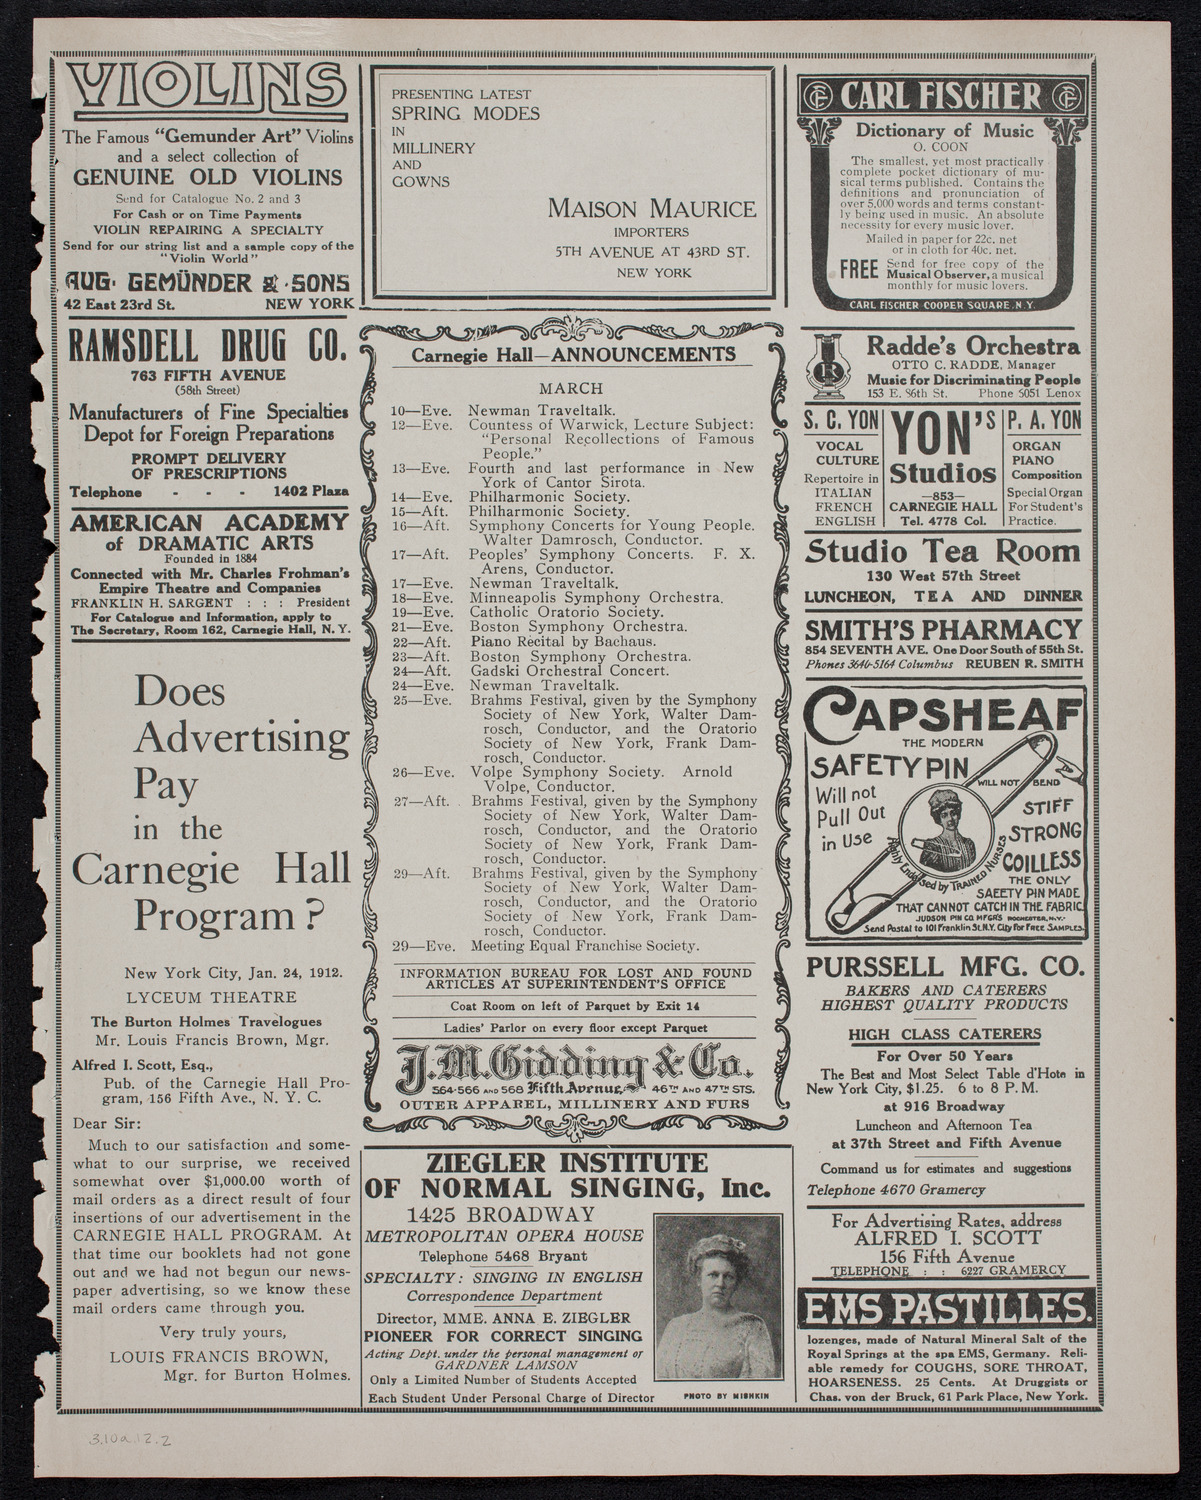 VIOLINS
The Famous "Gemunder Art" Violins
and a select collection of
GENUINE OLD VIOLINS
Send for Catalogue No. 2 and 3
For Cash or on Time Payments
VIOLIN REPAIRING A SPECIALTY
Send for our string list and a sample copy of the
"Violin World"
AUG. GEMÜNDER & SONS
42 East 23rd St. NEW YORK
RAMSDELL DRUG CO.
763 FIFTH AVENUE
(58th Street)
Manufacturers of Fine Specialties
Depot for Foreign Preparations
PROMPT DELIVERY
OF PRESCRIPTIONS
Telephone - - - 1402 Plaza
AMERICAN ACADEMY
of DRAMATIC ARTS
Founded in 1884
Connected with Mr. Charles Frohman's
Empire Theatre and Companies
FRANKLIN H. SARGENT : : : President
For Catalogue and Information, apply to
The Secretary, Room 162, Carnegie Hall, N. Y.
Does
Advertising
Pay
in the
Carnegie Hall
Program?
New York City, Jan. 24, 1912.
LYCEUM THEATRE
The Burton Holmes Travelogues
Mr. Louis Francis Brown, Mgr.
Alfred I. Scott, Esq.,
Pub. of the Carnegie Hall Pro-
gram, 156 Fifth Ave., N. Y. C.
Dear Sir:
Much to our satisfaction and some-
what to our surprise, we received
somewhat over $1,000.00 worth of
mail orders as a direct result of four
insertions of our advertisement in the
CARNEGIE HALL PROGRAM. At
that time our booklets had not gone
out and we had not begun our news-
paper advertising, so we know these
mail orders came through you.
Very truly yours,
LOUIS FRANCIS BROWN,
Mgr. for Burton Holmes.
PRESENTING LATEST
SPRING MODES
IN
MILLINERY
AND
GOWNS
MAISON MAURICE
IMPORTERS
5TH AVENUE AT 43RD ST.
NEW YORK
Carnegie Hall—ANNOUNCEMENTS
MARCH
10—Eve. Newman Traveltalk.
12—Eve. Countess of Warwick, Lecture Subject:
"Personal Recollections of Famous
People."
13—Eve. Fourth and last performance in New
York of Cantor Sirota.
14—Eve. Philharmonic Society.
15—Aft. Philharmonic Society.
16—Aft. Symphony Concerts for Young People.
Walter Damrosch, Conductor.
17—Aft. Peoples' Symphony Concerts. F. X.
Arens, Conductor.
17—Eve. Newman Traveltalk.
18—Eve. Minneapolis Symphony Orchestra.
19—Eve. Catholic Oratorio Society.
21—Eve. Boston Symphony Orchestra.
22—Aft. Piano Recital by Bachaus.
23—Aft. Boston Symphony Orchestra.
24—Aft. Gadski Orchestral Concert.
24—Eve. Newman Traveltalk.
25—Eve. Brahms Festival, given by the Symphony
Society of New York, Walter Dam-
rosch, Conductor, and the Oratorio
Society of New York, Frank Dam-
rosch, Conductor.
26—Eve. Volpe Symphony Society. Arnold
Volpe, Conductor.
27—Aft. Brahms Festival, given by the Symphony
Society of New York, Walter Dam-
rosch, Conductor, and the Oratorio
Society of New York, Frank Dam-
rosch, Conductor.
29—Aft. Brahms Festival, given by the Symphony
Society of New York, Walter Dam-
rosch, Conductor, and the Oratorio
Society of New York, Frank Dam-
rosch, Conductor.
29—Eve. Meeting Equal Franchise Society.
INFORMATION BUREAU FOR LOST AND FOUND
ARTICLES AT SUPERINTENDENT'S OFFICE
Coat Room on left of Parquet by Exit 14
Ladies' Parlor on every floor except Parquet
J. M. Gidding & Co.
564-566 AND 568 Fifth Avenue, 46TH AND 47TH STS.
OUTER APPAREL, MILLINERY AND FURS
ZIEGLER INSTITUTE
OF NORMAL SINGING, Inc.
1425 BROADWAY
METROPOLITAN OPERA HOUSE
Telephone 5468 Bryant
SPECIALTY: SINGING IN ENGLISH
Correspondence Department
Director, MME. ANNA E. ZIEGLER
PIONEER FOR CORRECT SINGING
Acting Dept. under the personal management of
GARDNER LAMSON
Only a Limited Number of Students Accepted
Each Student Under Personal Charge of Director
PHOTO BY MISHKIN
CF CARL FISCHER CF
Dictionary of Music
O. COON
The smallest, yet most practically
complete pocket dictionary of mu-
sical terms published. Contains the
definitions and pronunciation of
over 5,000 words and terms constant-
ly being used in music. An absolute
necessity for every music lover.
Mailed in paper for 22c. net
or in cloth for 40c. net.
FREE Send for free copy of the
Musical Observer, a musical
monthly for music lovers.
CARL FISCHER COOPER SQUARE, N.Y.
R
Radde's Orchestra
OTTO C. RADDE, Manager
Music for Discriminating People
153 E. 86th St. Phone 5051 Lenox
S. C. YON
VOCAL
CULTURE
Repertoire in
ITALIAN
FRENCH
ENGLISH
YON'S
Studios
—853—
CARNEGIE HALL
Tel. 4778 Col.
P. A. YON
ORGAN
PIANO
Composition
Special Organ
For Student's
Practice.
Studio Tea Room
130 West 57th Street
LUNCHEON, TEA AND DINNER
SMITH'S PHARMACY
854 SEVENTH AVE. One Door South of 55th St.
Phones 3646-5164 Columbus REUBEN R. SMITH
CAPSHEAF
THE MODERN
SAFETY PIN
WILL NOT BEND
Will not
Pull Out
in Use
STIFF
STRONG
COILLESS
Highly Endorsed by TRAINED NURSES
THE ONLY
SAFETY PIN MADE
THAT CANNOT CATCH IN THE FABRIC.
JUDSON PIN CO. MFGRS ROCHESTER, N.Y.
Send Postal to 101 Franklin St. N.Y. City for FREE SAMPLES.
PURSSELL MFG. CO.
BAKERS AND CATERERS
HIGHEST QUALITY PRODUCTS
HIGH CLASS CATERERS
For Over 50 Years
The Best and Most Select Table d'Hote in
New York City, $1.25. 6 to 8 P. M.
at 916 Broadway
Luncheon and Afternoon Tea
at 37th Street and Fifth Avenue
Command us for estimates and suggestions
Telephone 4670 Gramercy
For Advertising Rates, address
ALFRED I. SCOTT
156 Fifth Avenue
TELEPHONE : : 6227 GRAMERCY
EMS PASTILLES.
lozenges, made of Natural Mineral Salt of the
Royal Springs at the spa EMS, Germany. Reli-
able remedy for COUGHS, SORE THROAT,
HOARSENESS. 25 Cents. At Druggists or
Chas. von der Bruck, 61 Park Place, New York.
3.10a.12.2